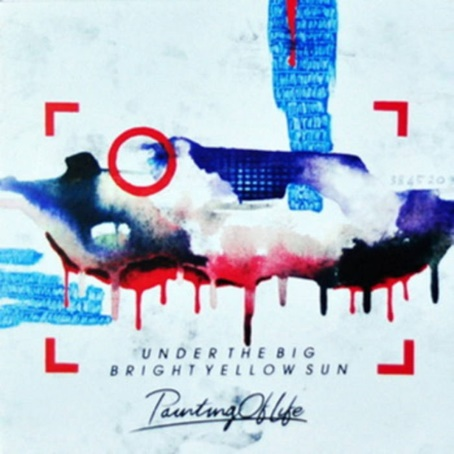 UNDER THE BIG
BRIGHT YELLOW SUN
Painting Of Life